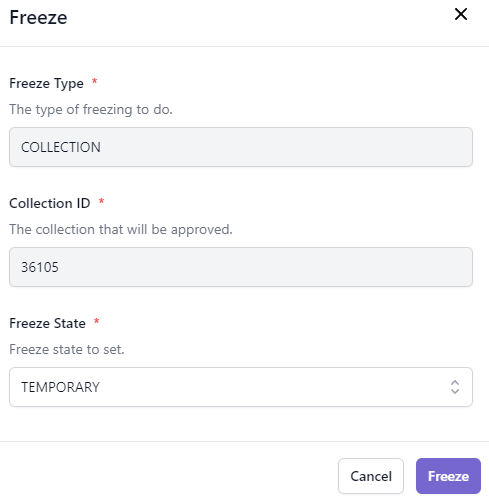 Freeze
Freeze Type *
The type of freezing to do.
COLLECTION
Collection ID *
The collection that will be approved.
36105
Freeze State *
Freeze state to set.
TEMPORARY
Cancel Freeze